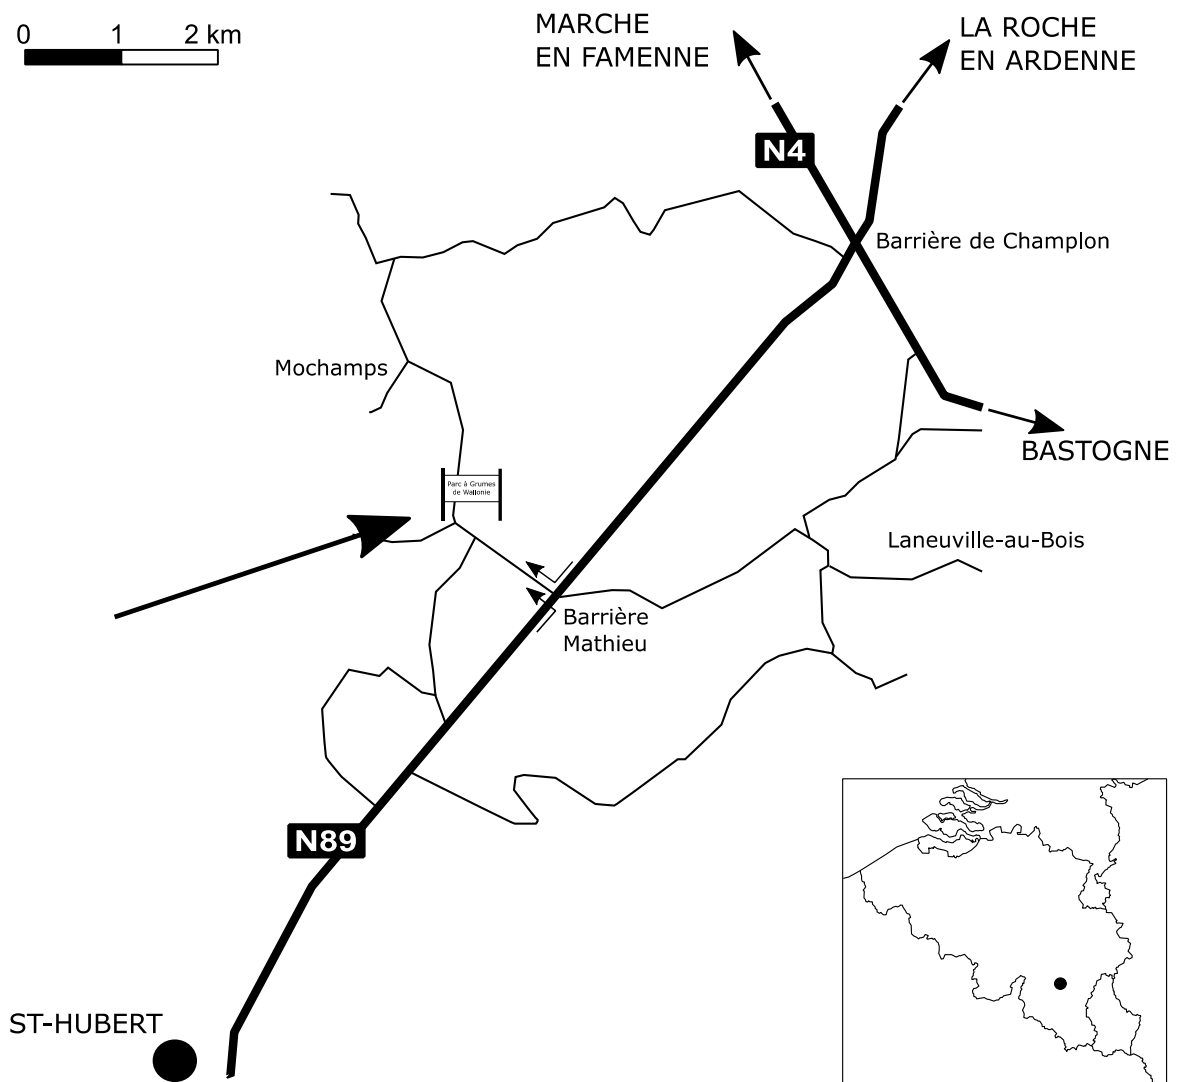 0 1 2 km
MARCHE
EN FAMENNE
LA ROCHE
EN ARDENNE
N4
Barrière de Champlon
Mochamps
BASTOGNE
Parc à Grumes
de Wallonie
Laneuville-au-Bois
Barrière
Mathieu
N89
ST-HUBERT